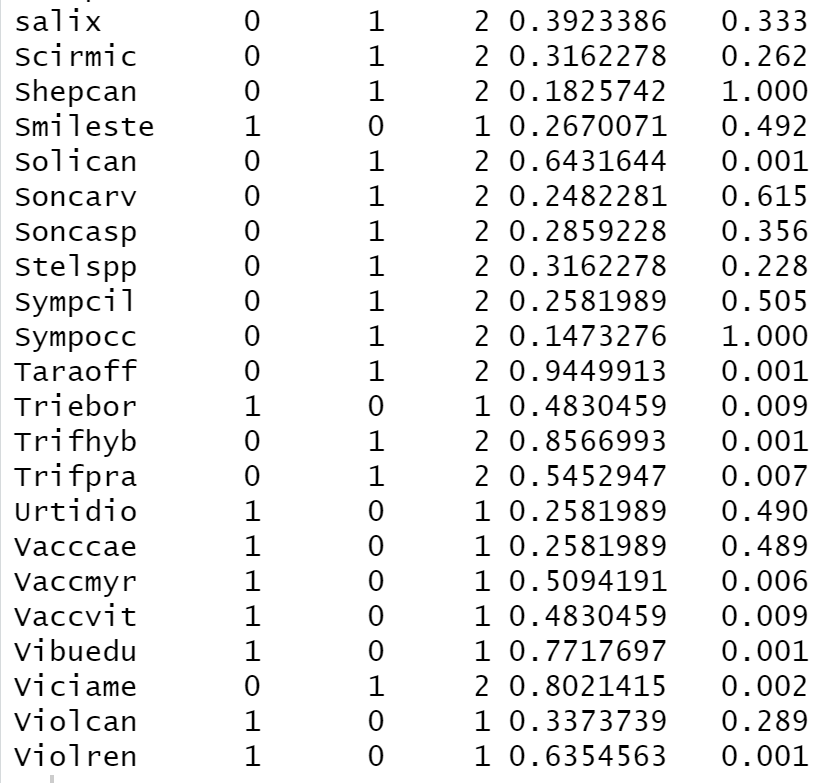 salix 0 1 2 0.3923386 0.333
Scirmic 0 1 2 0.3162278 0.262
Shepcan 0 1 2 0.1825742 1.000
Smileste 1 0 1 0.2670071 0.492
Solican 0 1 2 0.6431644 0.001
Soncarv 0 1 2 0.2482281 0.615
Soncasp 0 1 2 0.2859228 0.356
Stelspp 0 1 2 0.3162278 0.228
Sympcil 0 1 2 0.2581989 0.505
Sympocc 0 1 2 0.1473276 1.000
Taraoff 0 1 2 0.9449913 0.001
Triebor 1 0 1 0.4830459 0.009
Trifhyb 0 1 2 0.8566993 0.001
Trifpra 0 1 2 0.5452947 0.007
Urtidio 1 0 1 0.2581989 0.490
Vacccae 1 0 1 0.2581989 0.489
Vaccmyr 1 0 1 0.5094191 0.006
Vaccvit 1 0 1 0.4830459 0.009
Vibuedu 1 0 1 0.7717697 0.001
Viciame 0 1 2 0.8021415 0.002
Violcan 1 0 1 0.3373739 0.289
Violren 1 0 1 0.6354563 0.001